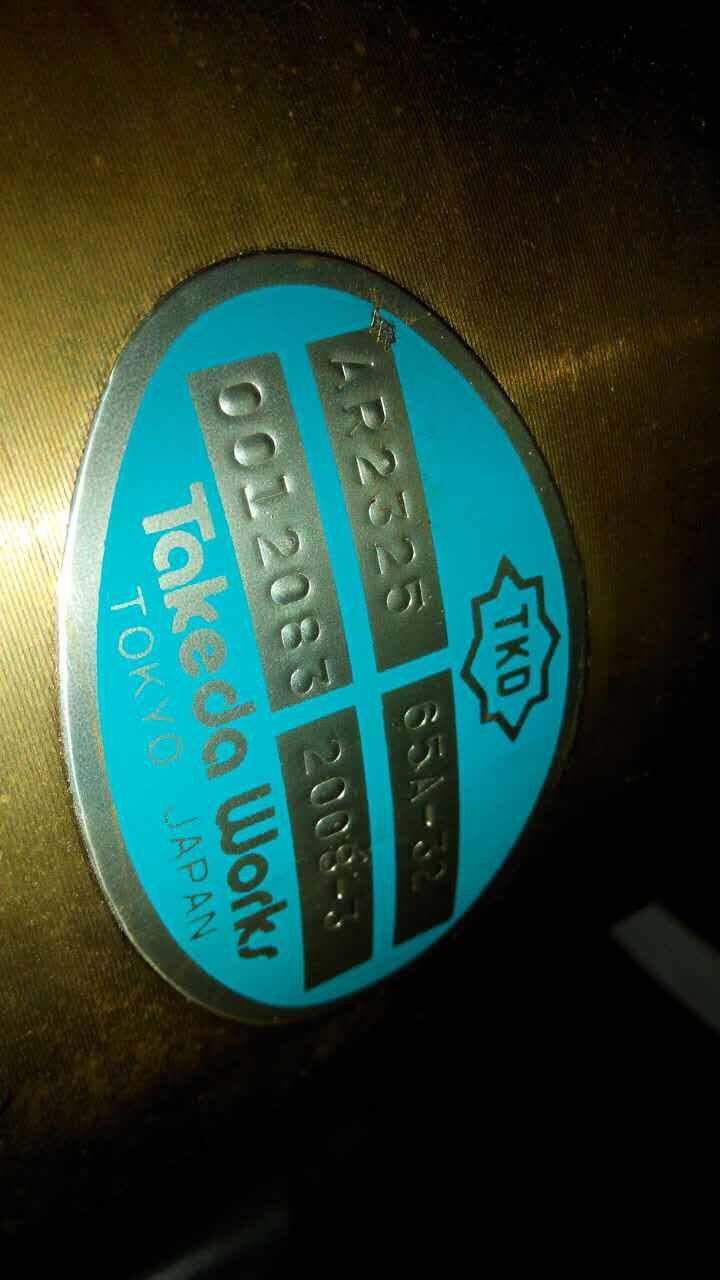 TKD
AR2325 65A-32
0012083 2008-3
Takeda Works
TOKYO JAPAN